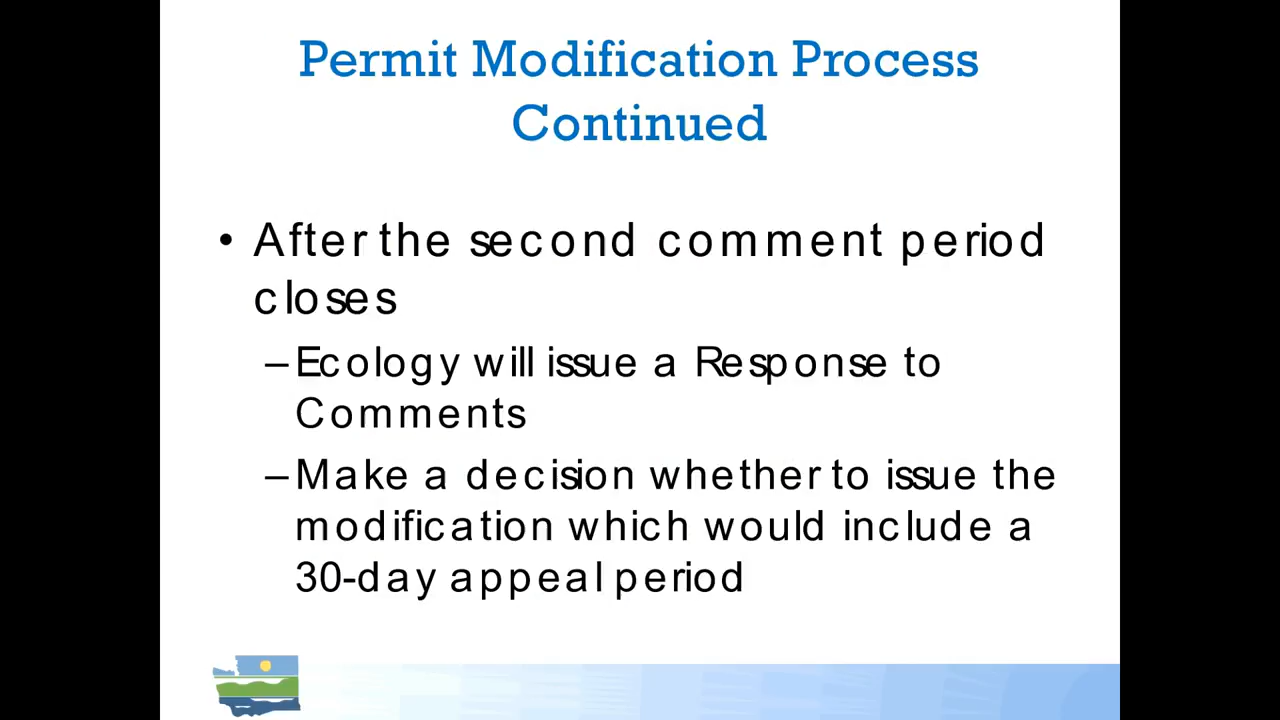 Permit Modification Process
Continued
• After the second comment period
closes
–Ecology will issue a Response to
Comments
–Make a decision whether to issue the
modification which would include a
30-day appeal period